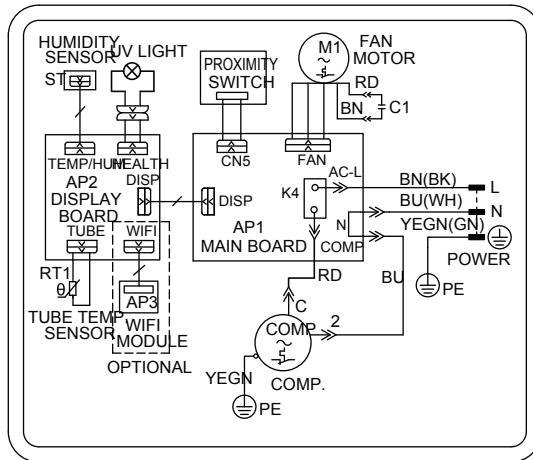 HUMIDITY
SENSOR
UV LIGHT
ST
PROXIMITY
SWITCH
M1
FAN
MOTOR
RD
BN
C1
TEMP/HUM
HEALTH
CN5
FAN
AP2
DISPLAY
BOARD
DISP
DISP
K4
AC-L
BN(BK)
L
BU(WH)
N
YEGN(GN)
POWER
AP1
MAIN BOARD
N
COMP
TUBE
WIFI
RT1
θ
AP3
RD
BU
PE
TUBE TEMP
SENSOR
WIFI
MODULE
OPTIONAL
C
COMP
2
YEGN
COMP.
PE